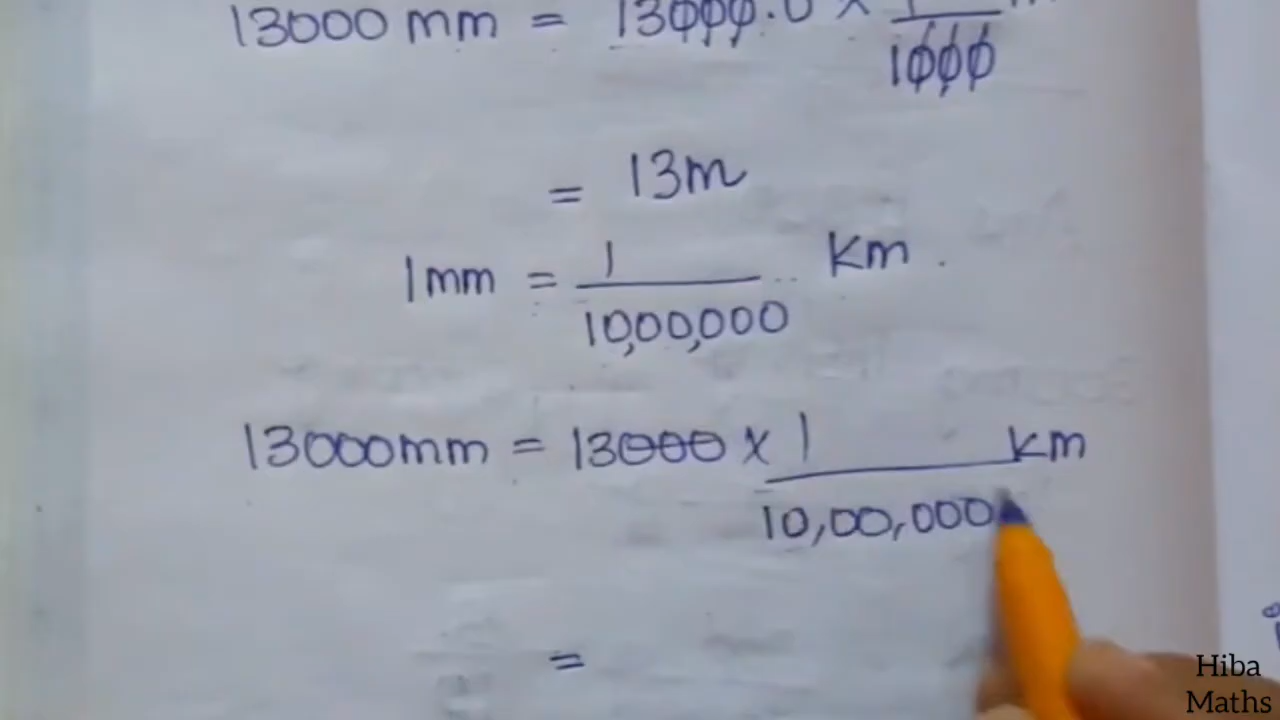 13000 mm = 13000.0 x 1
1000
= 13m
1mm = 1 Km.
10,00,000
13000mm = 13000 x 1 km
10,00,000
=
Hiba
Maths